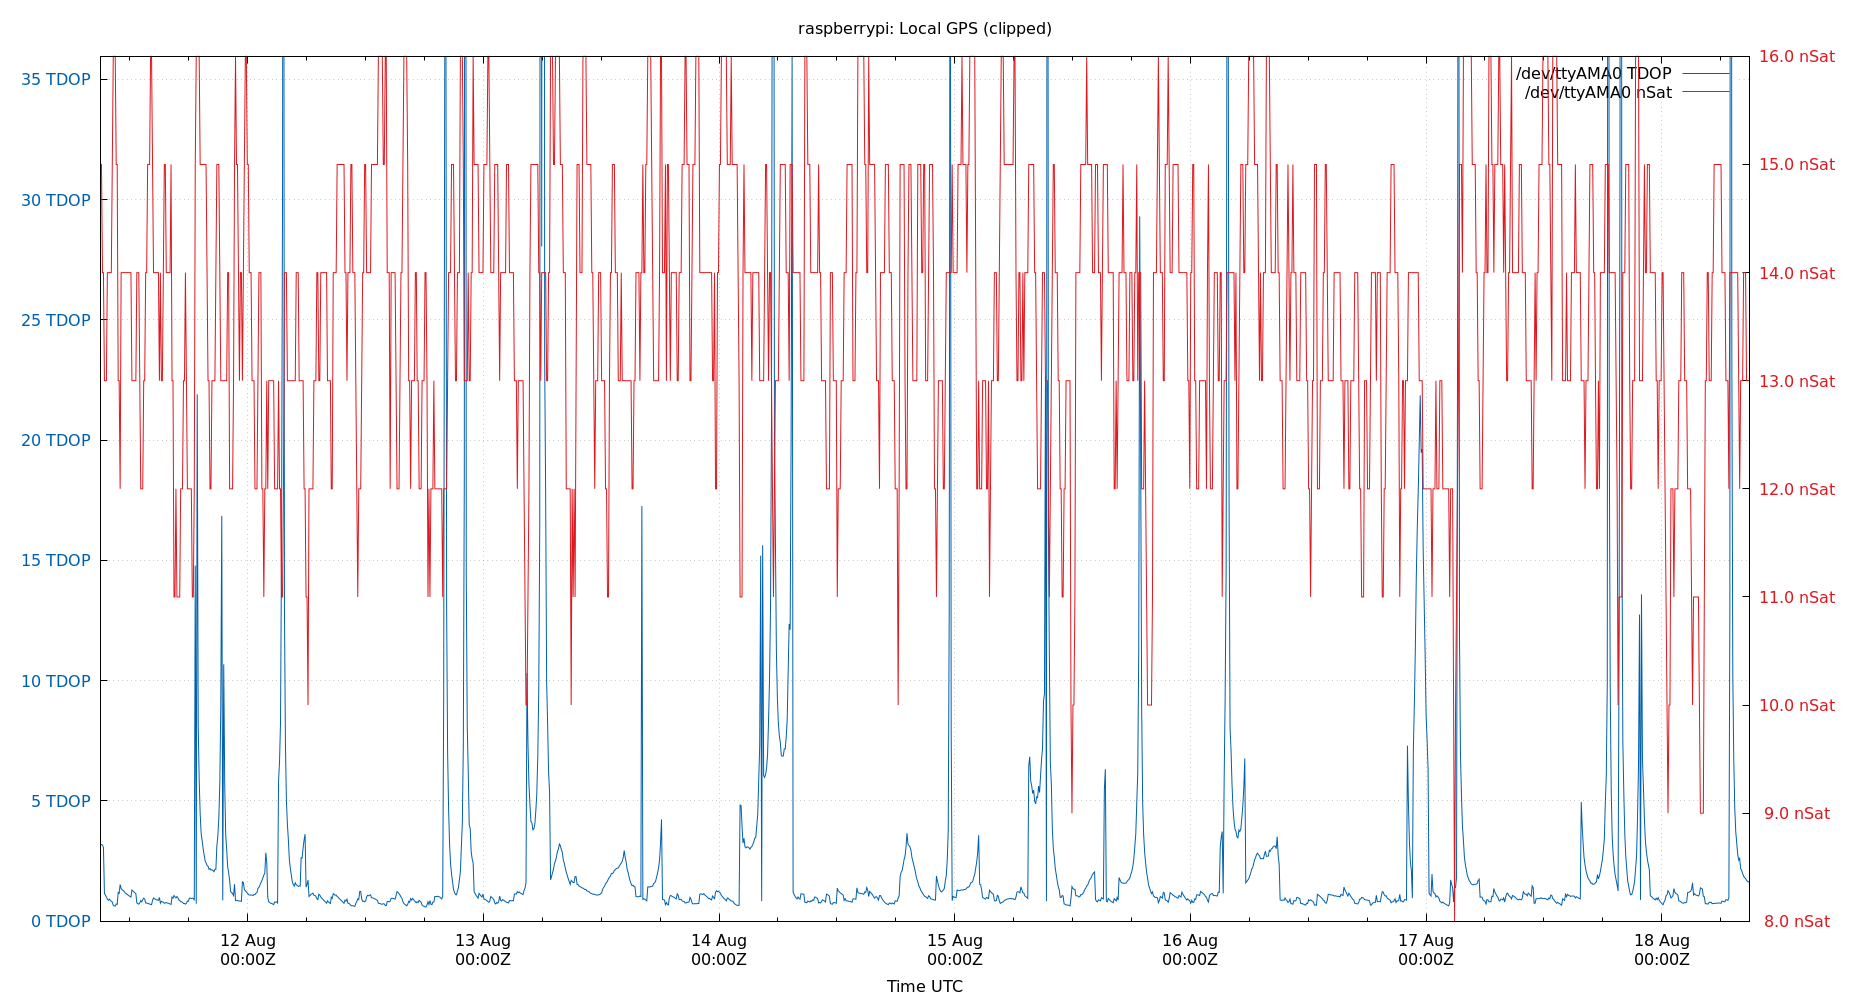 raspberrypi: Local GPS (clipped)
35 TDOP
30 TDOP
25 TDOP
20 TDOP
15 TDOP
10 TDOP
5 TDOP
0 TDOP
/dev/ttyAMA0 TDOP
/dev/ttyAMA0 nSat
16.0 nSat
15.0 nSat
14.0 nSat
13.0 nSat
12.0 nSat
11.0 nSat
10.0 nSat
9.0 nSat
8.0 nSat
12 Aug
00:00Z
13 Aug
00:00Z
14 Aug
00:00Z
15 Aug
00:00Z
16 Aug
00:00Z
17 Aug
00:00Z
18 Aug
00:00Z
Time UTC